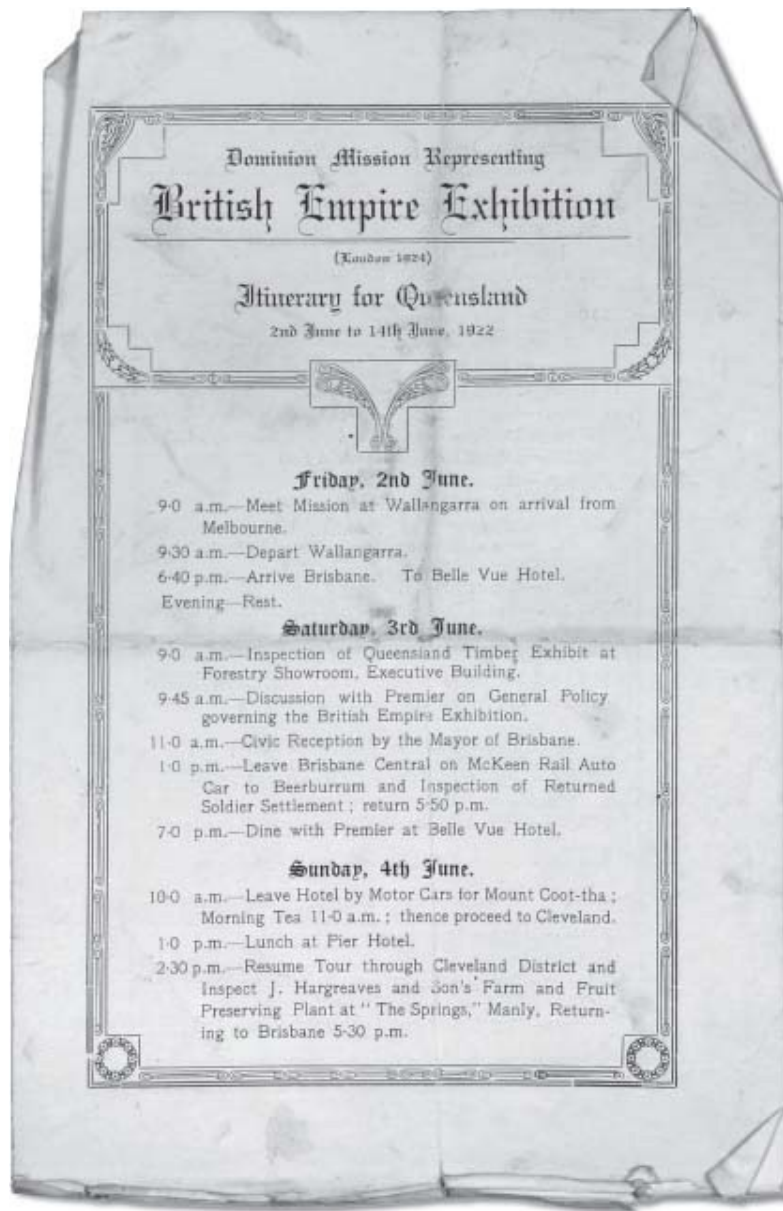 Dominion Mission Representing
British Empire Exhibition
(London 1924)
Itinerary for Queensland
2nd June to 14th June, 1922
Friday, 2nd June.
9·0 a.m.—Meet Mission at Wallangarra on arrival from
Melbourne.
9·30 a.m.—Depart Wallangarra.
6·40 p.m.—Arrive Brisbane. To Belle Vue Hotel.
Evening—Rest.
Saturday, 3rd June.
9·0 a.m.—Inspection of Queensland Timber Exhibit at
Forestry Showroom, Executive Building.
9·45 a.m.—Discussion with Premier on General Policy
governing the British Empire Exhibition.
11·0 a.m.—Civic Reception by the Mayor of Brisbane.
1·0 p.m.—Leave Brisbane Central on McKeen Rail Auto
Car to Beerburrum and Inspection of Returned
Soldier Settlement ; return 5·50 p.m.
7·0 p.m.—Dine with Premier at Belle Vue Hotel.
Sunday, 4th June.
10·0 a.m.—Leave Hotel by Motor Cars for Mount Coot-tha ;
Morning Tea 11·0 a.m. ; thence proceed to Cleveland.
1·0 p.m.—Lunch at Pier Hotel.
2·30 p.m.—Resume Tour through Cleveland District and
Inspect J. Hargreaves and Son's Farm and Fruit
Preserving Plant at " The Springs," Manly, Return-
ing to Brisbane 5·30 p.m.